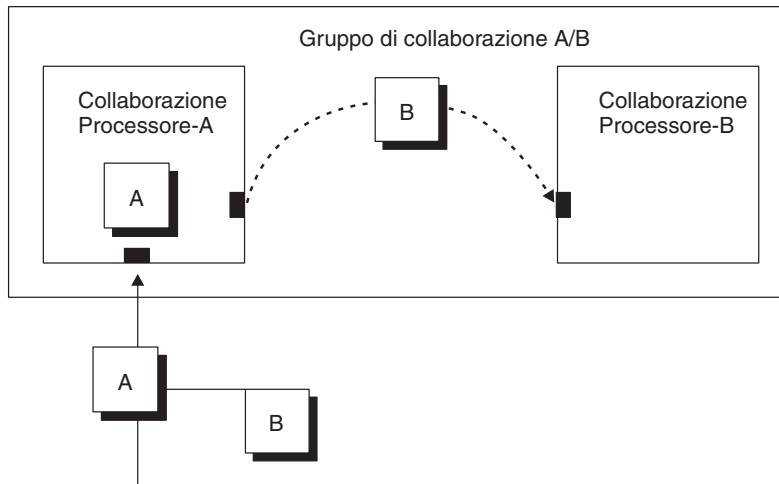 Gruppo di collaborazione A/B
Collaborazione
Processore-A
B
Collaborazione
Processore-B
A
A
B